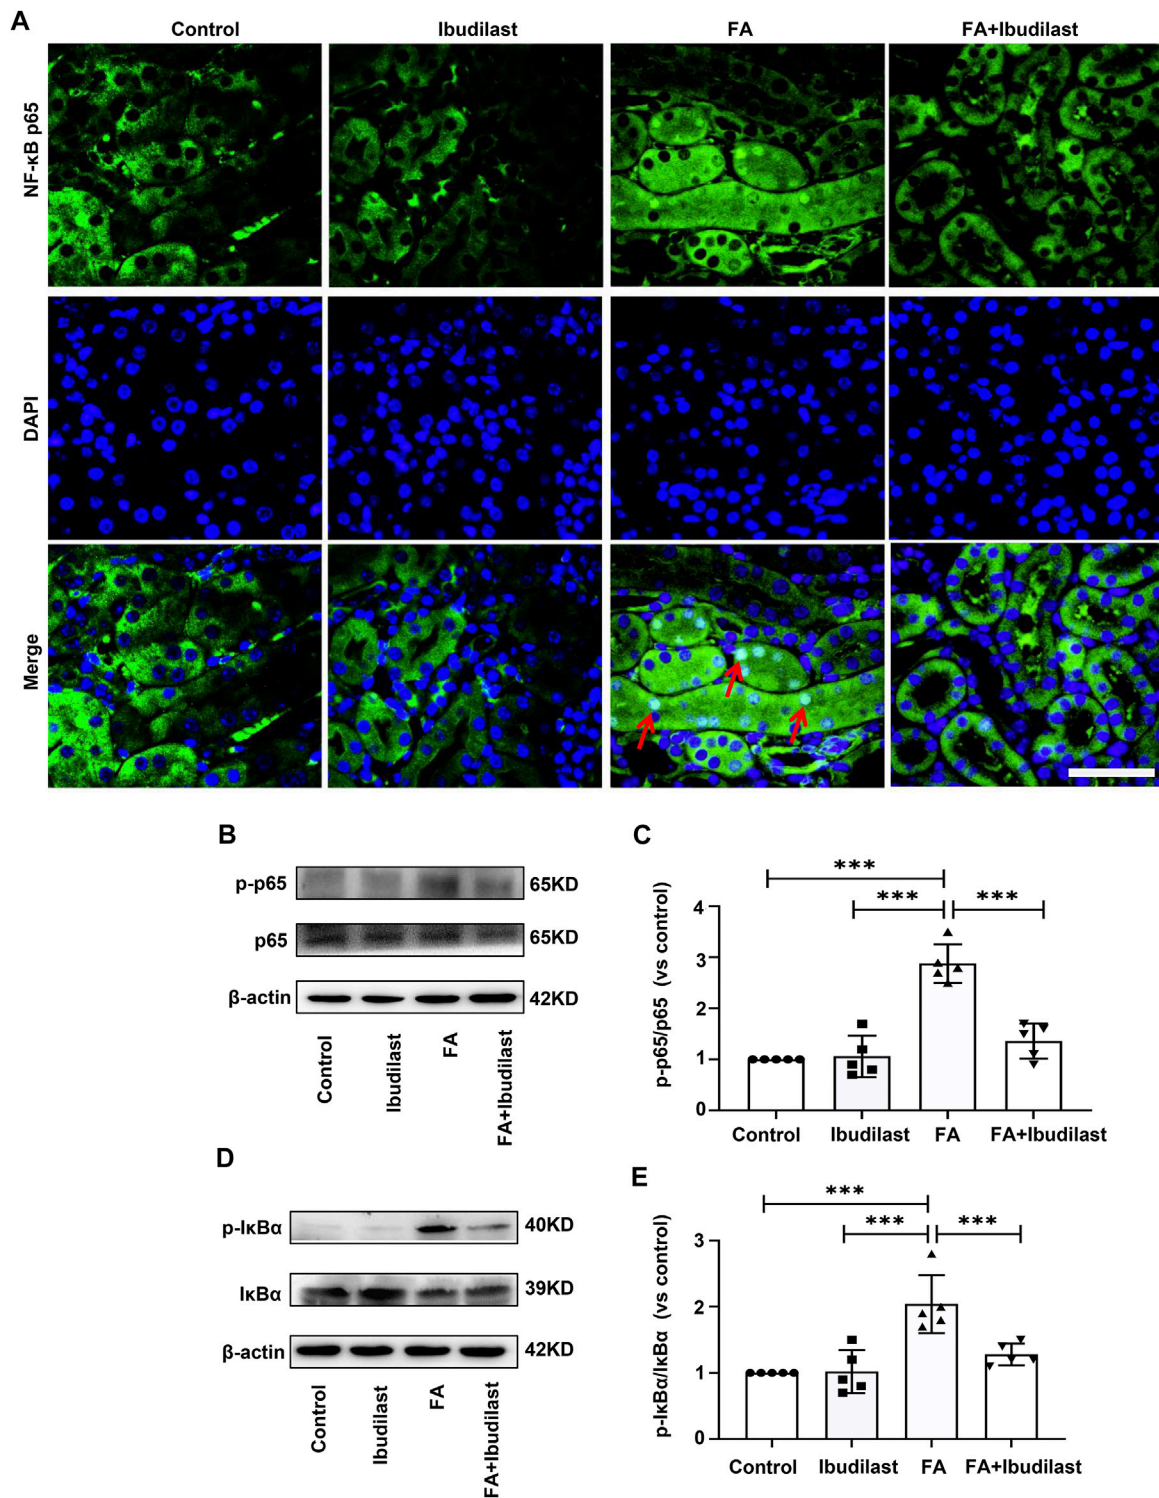 A
Control Ibudilast FA FA+Ibudilast
NF-κB p65
DAPI
Merge
B
p-p65 65KD
p65 65KD
β-actin 42KD
Control Ibudilast FA FA+Ibudilast
C
p-p65/p65 (vs control)
*** 
*** ***
4
3
2
1
0
Control Ibudilast FA FA+Ibudilast
D
p-IκBα 40KD
IκBα 39KD
β-actin 42KD
Control Ibudilast FA FA+Ibudilast
E
p-IκBα/IκBα (vs control)
***
*** ***
3
2
1
0
Control Ibudilast FA FA+Ibudilast